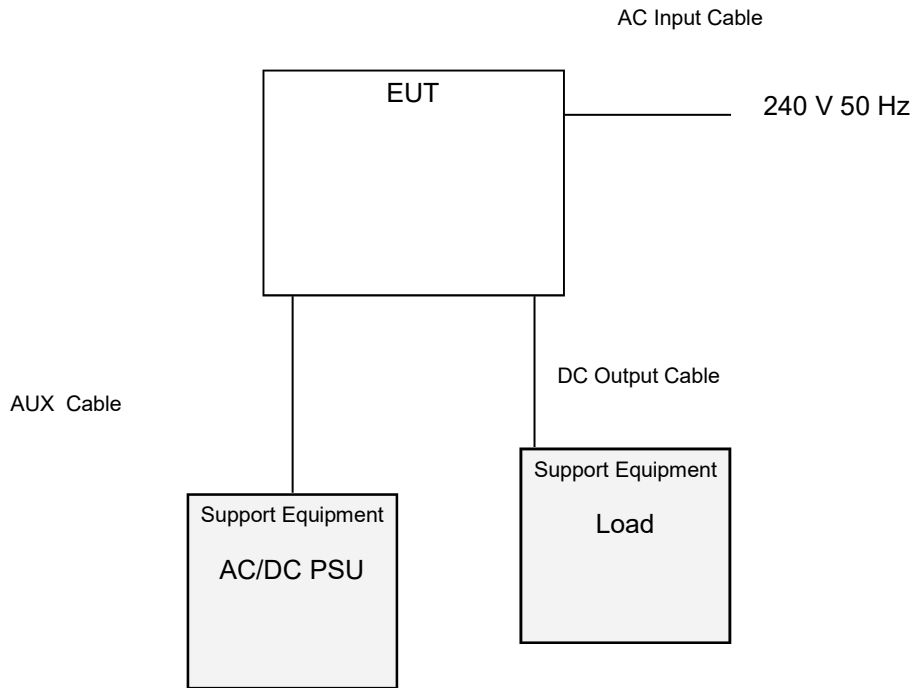 AC Input Cable
EUT
240 V 50 Hz
DC Output Cable
AUX  Cable
Support Equipment
Load
Support Equipment
AC/DC PSU